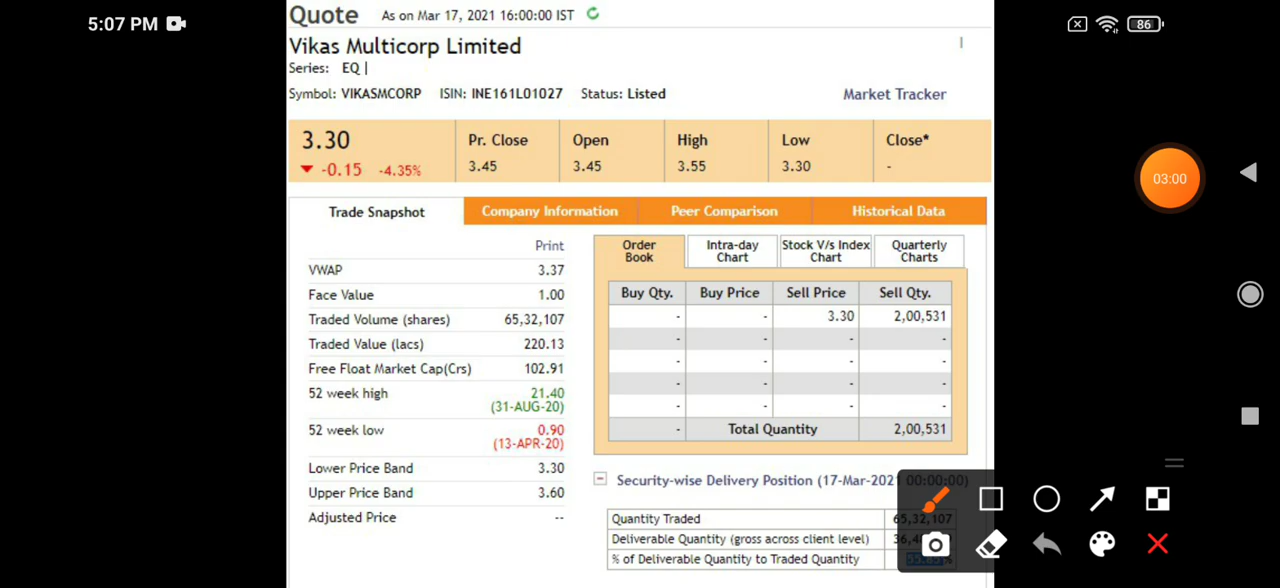 5:07 PM
86
Quote As on Mar 17, 2021 16:00:00 IST
Vikas Multicorp Limited
Series: EQ |
Symbol: VIKASMCORP ISIN: INE161L01027 Status: Listed
Market Tracker
3.30 Pr. Close Open High Low Close*
-0.15 -4.35% 3.45 3.45 3.55 3.30 -
03:00
Trade Snapshot Company Information Peer Comparison Historical Data
Print
VWAP 3.37
Face Value 1.00
Traded Volume (shares) 65,32,107
Traded Value (lacs) 220.13
Free Float Market Cap(Crs) 102.91
52 week high 21.40
(31-AUG-20)
52 week low 0.90
(13-APR-20)
Lower Price Band 3.30
Upper Price Band 3.60
Adjusted Price --
Order Book Intra-day Chart Stock V/s Index Chart Quarterly Charts
Buy Qty. Buy Price Sell Price Sell Qty.
- - 3.30 2,00,531
- - - -
- - - -
- - - -
- - - -
- Total Quantity 2,00,531
Security-wise Delivery Position (17-Mar-2021 00:00:00)
Quantity Traded 65,32,107
Deliverable Quantity (gross across client level)
% of Deliverable Quantity to Traded Quantity